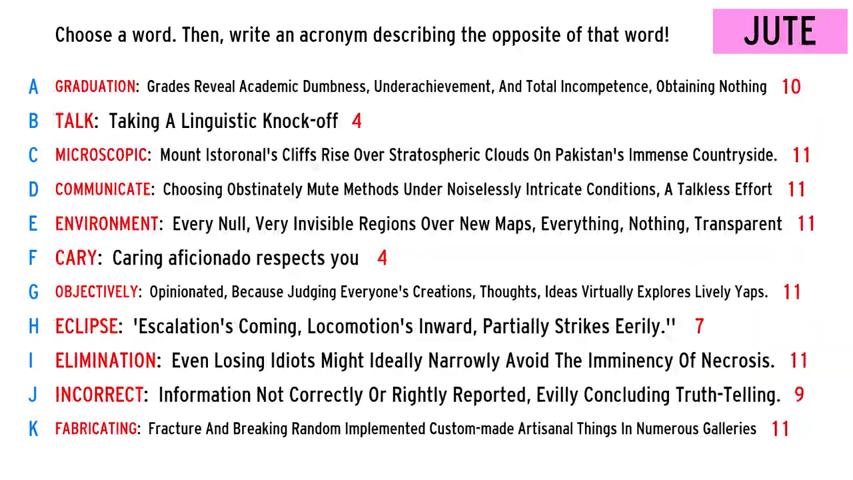 Choose a word. Then, write an acronym describing the opposite of that word!
JUTE
A GRADUATION: Grades Reveal Academic Dumbness, Underachievement, And Total Incompetence, Obtaining Nothing 10
B TALK: Taking A Linguistic Knock-off 4
C MICROSCOPIC: Mount Istoronal's Cliffs Rise Over Stratospheric Clouds On Pakistan's Immense Countryside. 11
D COMMUNICATE: Choosing Obstinately Mute Methods Under Noiselessly Intricate Conditions, A Talkless Effort 11
E ENVIRONMENT: Every Null, Very Invisible Regions Over New Maps, Everything, Nothing, Transparent 11
F CARY: Caring aficionado respects you 4
G OBJECTIVELY: Opinionated, Because Judging Everyone's Creations, Thoughts, Ideas Virtually Explores Lively Yaps. 11
H ECLIPSE: 'Escalation's Coming, Locomotion's Inward, Partially Strikes Eerily.'' 7
I ELIMINATION: Even Losing Idiots Might Ideally Narrowly Avoid The Imminency Of Necrosis. 11
J INCORRECT: Information Not Correctly Or Rightly Reported, Evilly Concluding Truth-Telling. 9
K FABRICATING: Fracture And Breaking Random Implemented Custom-made Artisanal Things In Numerous Galleries 11